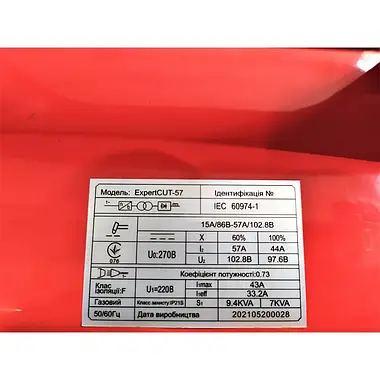 Модель: ExpertCUT-57 Ідентифікація №
1~ IEC 60974-1
15A/86B-57A/102.8B
X 60% 100%
U₀:270B I₂ 57A 44A
U₂ 102.8B 97.6B
Коефіцієнт потужності:0.73
Клас ізоляції:F U₁=220B I₁max 43A
I₁eff 33.2A
Газовий Класс захисту IP21S S₁ 9.4KVA 7KVA
50/60Гц Дата виробництва 202105200028